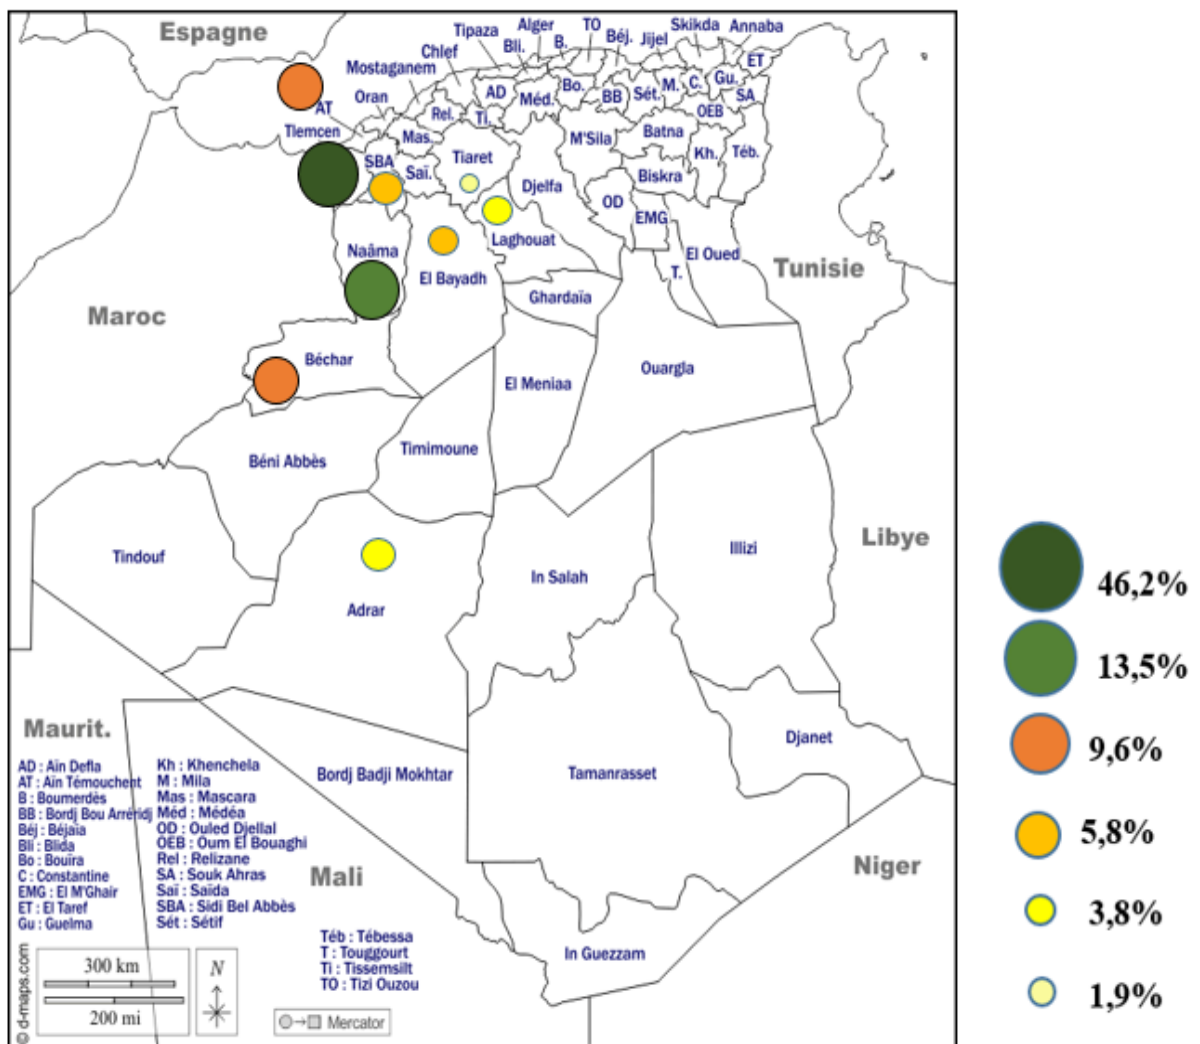 Espagne
Alger
TO
Skikda
Annaba
Tipaza
Bli.
B.
Béj.
Jijel
Chlef
ET
Mostaganem
AD
Méd.
Bo.
BB
Sét.
M.
C.
Gu.
SA
Oran
AT
Rel.
Ti.
OEB
Tlemcen
Mas.
M'Sila
Batna
SBA
Saï.
Tiaret
Kh.
Téb.
Djelfa
Biskra
OD
EMG
Naâma
Laghouat
El Oued
Tunisie
El Bayadh
T.
Ghardaïa
Maroc
Béchar
El Meniaa
Ouargla
Timimoune
Béni Abbès
Tindouf
Illizi
Libye
In Salah
Adrar
Maurit.
Djanet
Bordj Badji Mokhtar
Tamanrasset
Mali
Niger
In Guezzam
AD : Aïn Defla
AT : Aïn Témouchent
B : Boumerdès
BB : Bordj Bou Arréridj
Béj : Béjaïa
Bli : Blida
Bo : Bouira
C : Constantine
EMG : El M'Ghair
ET : El Taref
Gu : Guelma
Kh : Khenchela
M : Mila
Mas : Mascara
Méd : Médéa
OD : Ouled Djellal
OEB : Oum El Bouaghi
Rel : Relizane
SA : Souk Ahras
Saï : Saïda
SBA : Sidi Bel Abbès
Sét : Sétif
Téb : Tébessa
T : Touggourt
Ti : Tissemsilt
TO : Tizi Ouzou
© d-maps.com
300 km
200 mi
N
Mercator
46,2%
13,5%
9,6%
5,8%
3,8%
1,9%